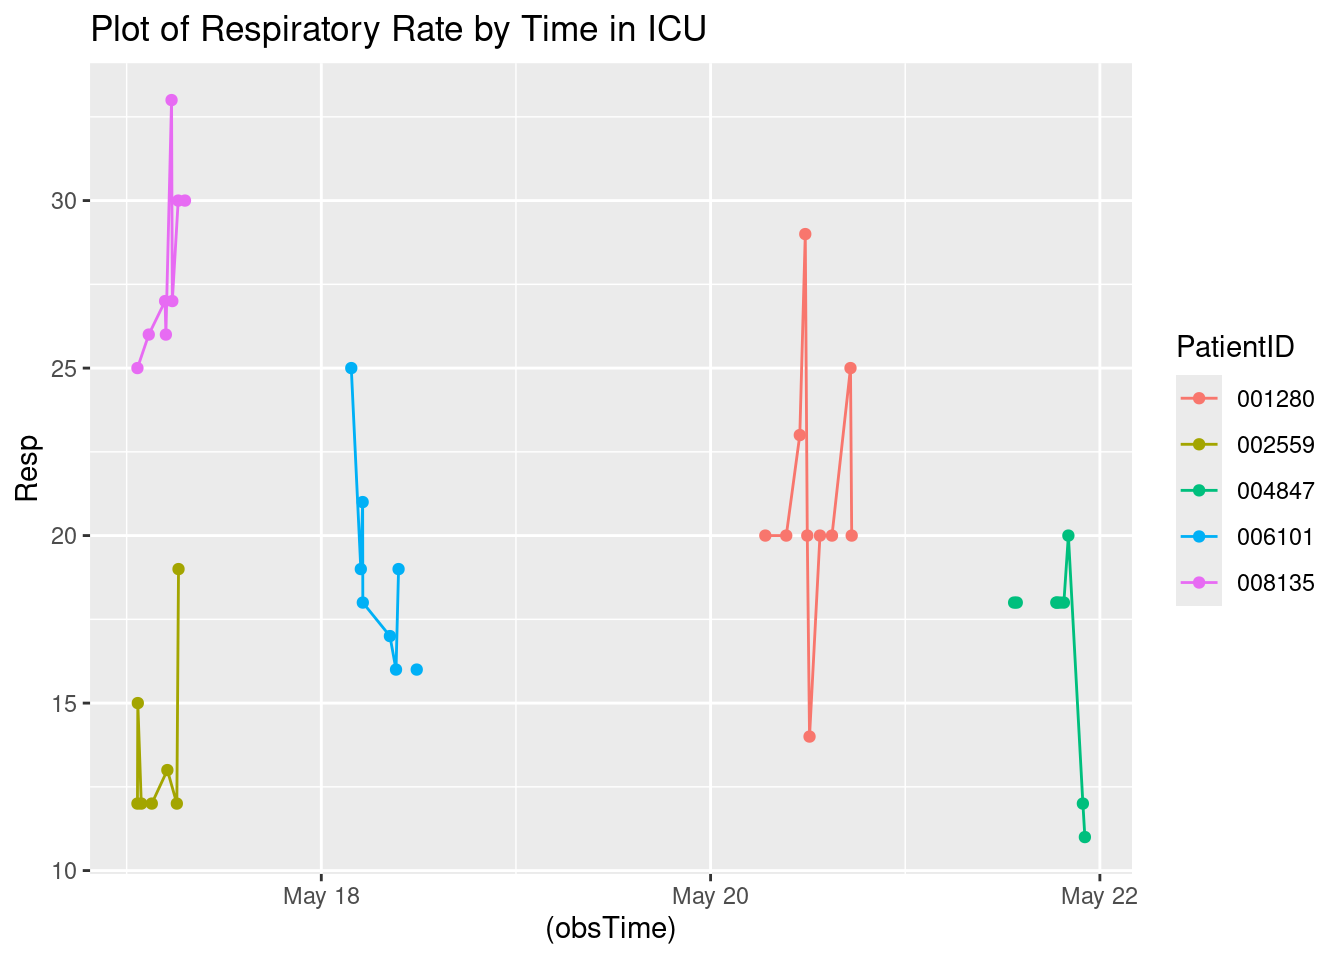 Plot of Respiratory Rate by Time in ICU
Resp
30
25
20
15
10
May 18
May 20
May 22
(obsTime)
PatientID
001280
002559
004847
006101
008135